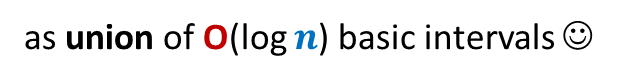 as union of O(log n) basic intervals ☺